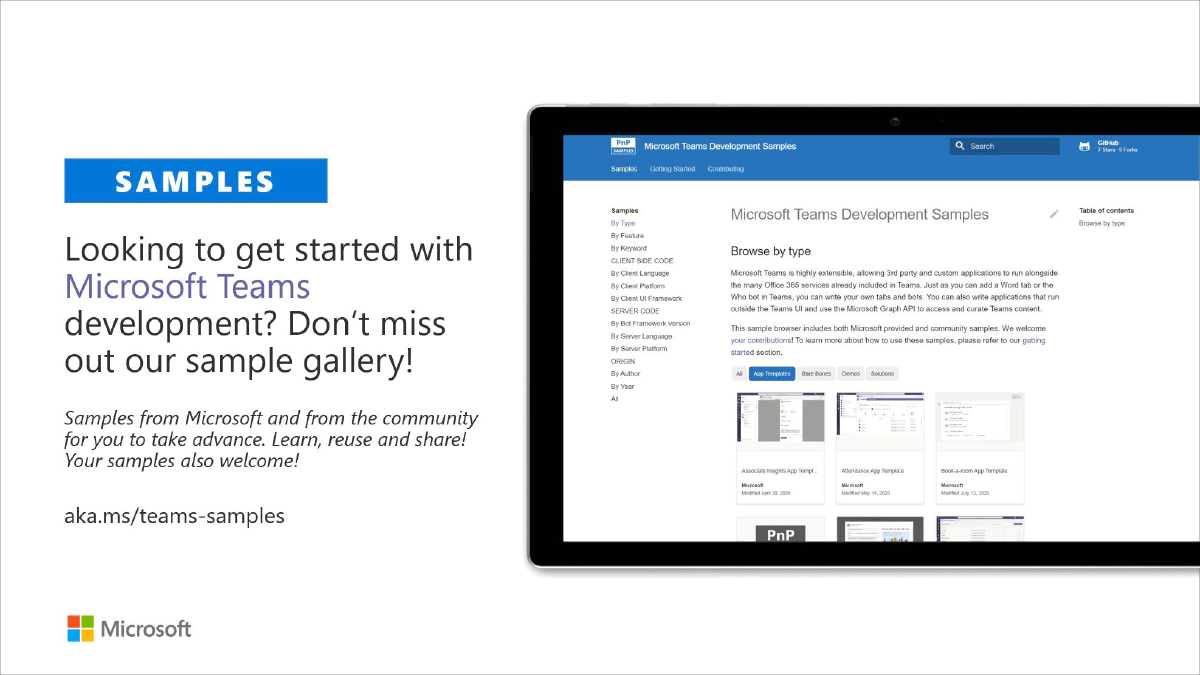 SAMPLES
Looking to get started with
Microsoft Teams
development? Don't miss
out our sample gallery!
Samples from Microsoft and from the community
for you to take advance. Learn, reuse and share!
Your samples also welcome!
aka.ms/teams-samples
Microsoft
PnP
SAMPLES
Microsoft Teams Development Samples
Search
GitHub
7 Stars · 5 Forks
Samples
Getting Started
Contributing
Samples
By Type
By Feature
By Keyword
CLIENT SIDE CODE
By Client Language
By Client Platform
By Client UI Framework
SERVER CODE
By Bot Framework Version
By Server Language
By Server Platform
ORIGIN
By Author
By Year
All
Microsoft Teams Development Samples
Browse by type
Microsoft Teams is highly extensible, allowing 3rd party and custom applications to run alongside
the many Office 365 services already included in Teams. Just as you can add a Word tab or the
Who bot in Teams, you can write your own tabs and bots. You can also write applications that run
outside the Teams UI and use the Microsoft Graph API to access and curate Teams content.
This sample browser includes both Microsoft provided and community samples. We welcome
your contributions! To learn more about how to use these samples, please refer to our getting
started section.
All
App Templates
Bare Bones
Demos
Solutions
Associate Insights App Templ...
Microsoft
Modified April 30, 2020
Attendance App Template
Microsoft
Modified May 14, 2020
Book-a-room App Template
Microsoft
Modified July 13, 2020
PnP
Table of contents
Browse by type